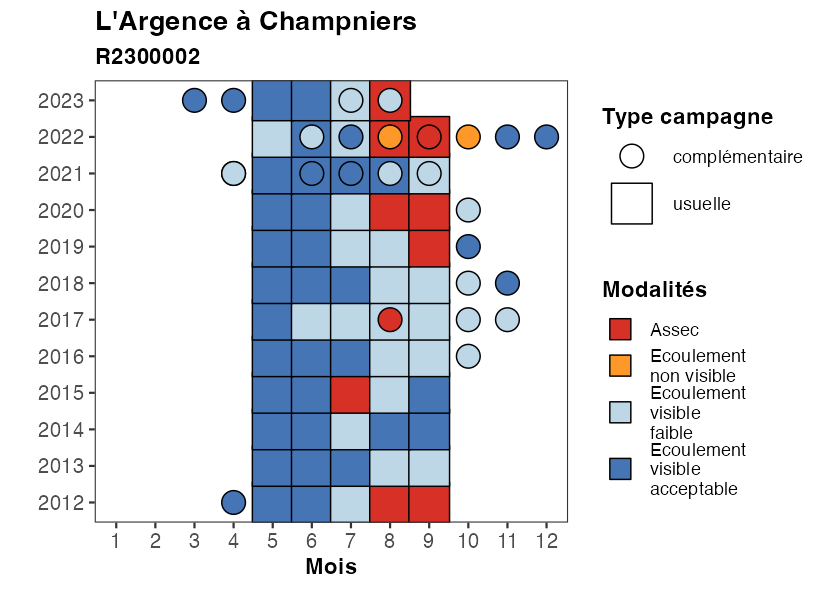 L'Argence à Champniers
R2300002
2023
2022
2021
2020
2019
2018
2017
2016
2015
2014
2013
2012
1 2 3 4 5 6 7 8 9 10 11 12
Mois
Type campagne
complémentaire
usuelle
Modalités
Assec
Ecoulement
non visible
Ecoulement
visible
faible
Ecoulement
visible
acceptable